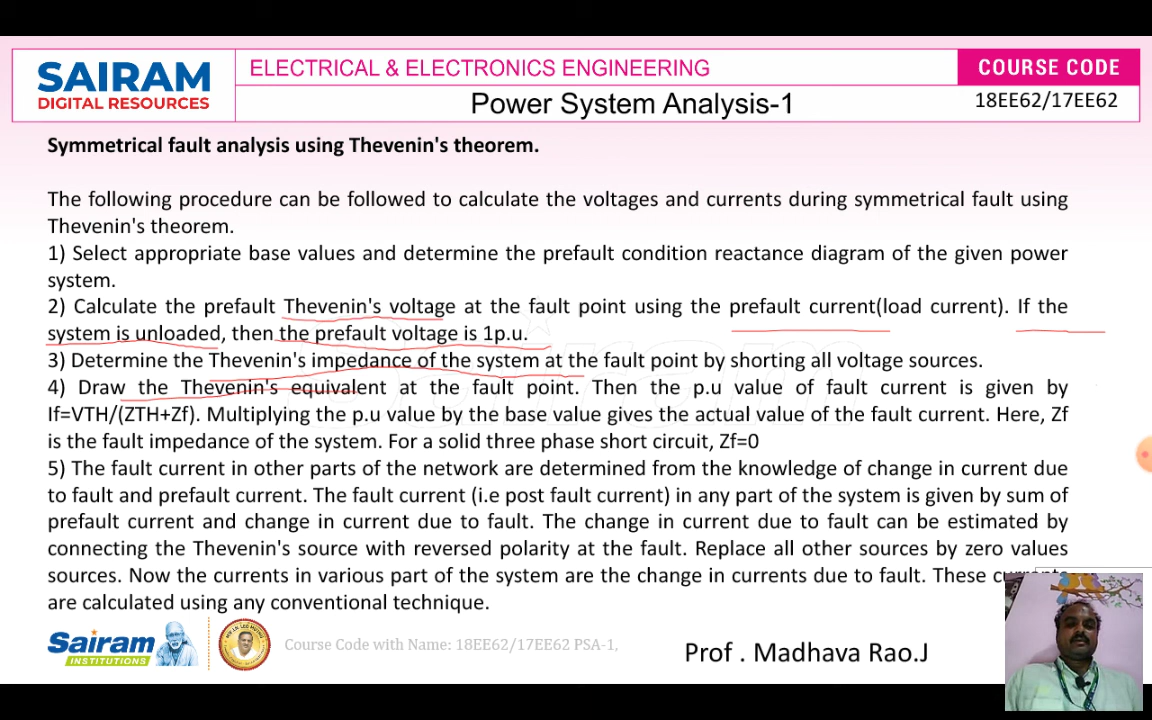 SAIRAM
DIGITAL RESOURCES
ELECTRICAL & ELECTRONICS ENGINEERING
Power System Analysis-1
COURSE CODE
18EE62/17EE62
Symmetrical fault analysis using Thevenin's theorem.
The following procedure can be followed to calculate the voltages and currents during symmetrical fault using
Thevenin's theorem.
1) Select appropriate base values and determine the prefault condition reactance diagram of the given power
system.
2) Calculate the prefault Thevenin's voltage at the fault point using the prefault current(load current). If the
system is unloaded, then the prefault voltage is 1p.u.
3) Determine the Thevenin's impedance of the system at the fault point by shorting all voltage sources.
4) Draw the Thevenin's equivalent at the fault point. Then the p.u value of fault current is given by
If=VTH/(ZTH+Zf). Multiplying the p.u value by the base value gives the actual value of the fault current. Here, Zf
is the fault impedance of the system. For a solid three phase short circuit, Zf=0
5) The fault current in other parts of the network are determined from the knowledge of change in current due
to fault and prefault current. The fault current (i.e post fault current) in any part of the system is given by sum of
prefault current and change in current due to fault. The change in current due to fault can be estimated by
connecting the Thevenin's source with reversed polarity at the fault. Replace all other sources by zero values
sources. Now the currents in various part of the system are the change in currents due to fault. These currents
are calculated using any conventional technique.
Sairam
INSTITUTIONS
Course Code with Name: 18EE62/17EE62 PSA-1,
Prof . Madhava Rao.J